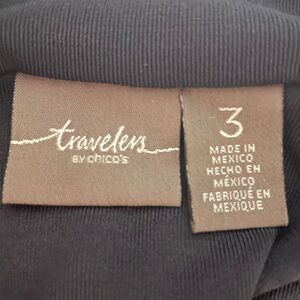 travelers
BY CHICO'S
3
MADE IN
MEXICO
HECHO EN
MÉXICO
FABRIQUÉ EN
MEXIQUE